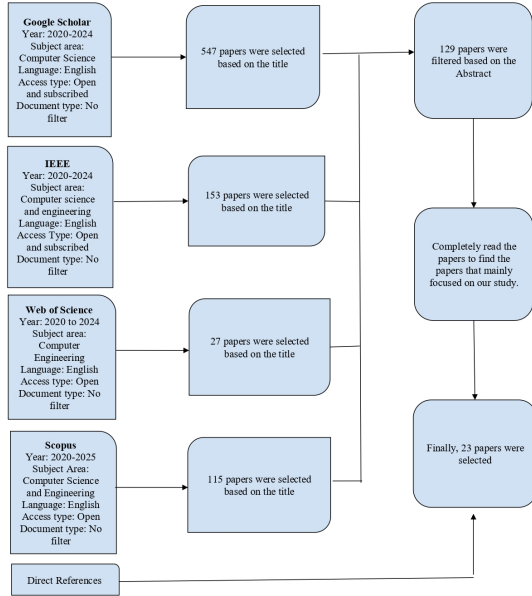 Google Scholar
Year: 2020-2024
Subject area:
Computer Science
Language: English
Access type: Open
and subscribed
Document type: No
filter
547 papers were selected
based on the title
129 papers were
filtered based on the
Abstract
IEEE
Year: 2020-2024
Subject area:
Computer science
and engineering
Language: English
Access Type: Open
and subscribed
Document type: No
filter
153 papers were selected
based on the title
Completely read the
papers to find the
papers that mainly
focused on our study.
Web of Science
Year: 2020 to 2024
Subject area:
Computer
Engineering
Language: English
Access type: Open
Document type: No
filter
27 papers were selected
based on the title
Scopus
Year: 2020-2025
Subject Area:
Computer Science
and Engineering
Language: English
Access type: Open
Document type: No
filter
115 papers were selected
based on the title
Finally, 23 papers were
selected
Direct References